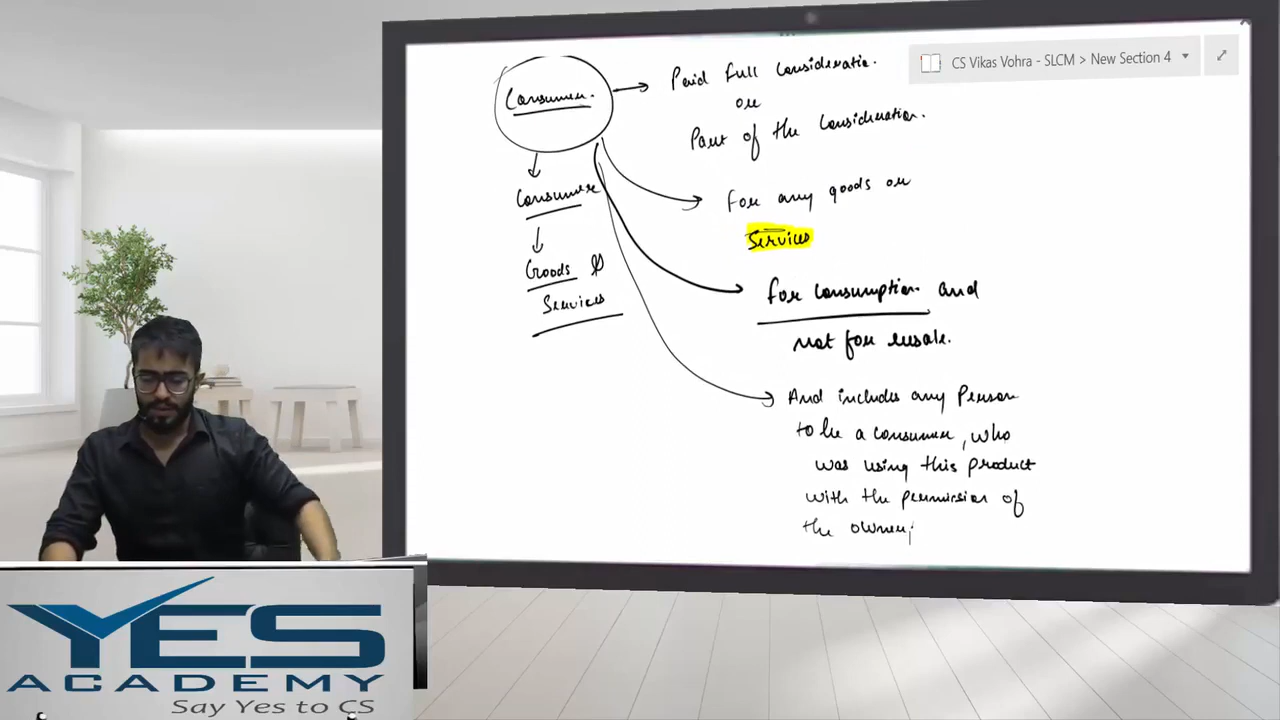 CS Vikas Vohra - SLCM > New Section 4
Consumer.
Paid full consideratio.
or
Part of the consideration.
Consumer
Goods &
Services
For any goods or
Services
for consumption and
not for resale.
And includes any Person
to be a consumer, who
was using this product
with the permission of
the owner,
YES
ACADEMY
Say Yes to CS